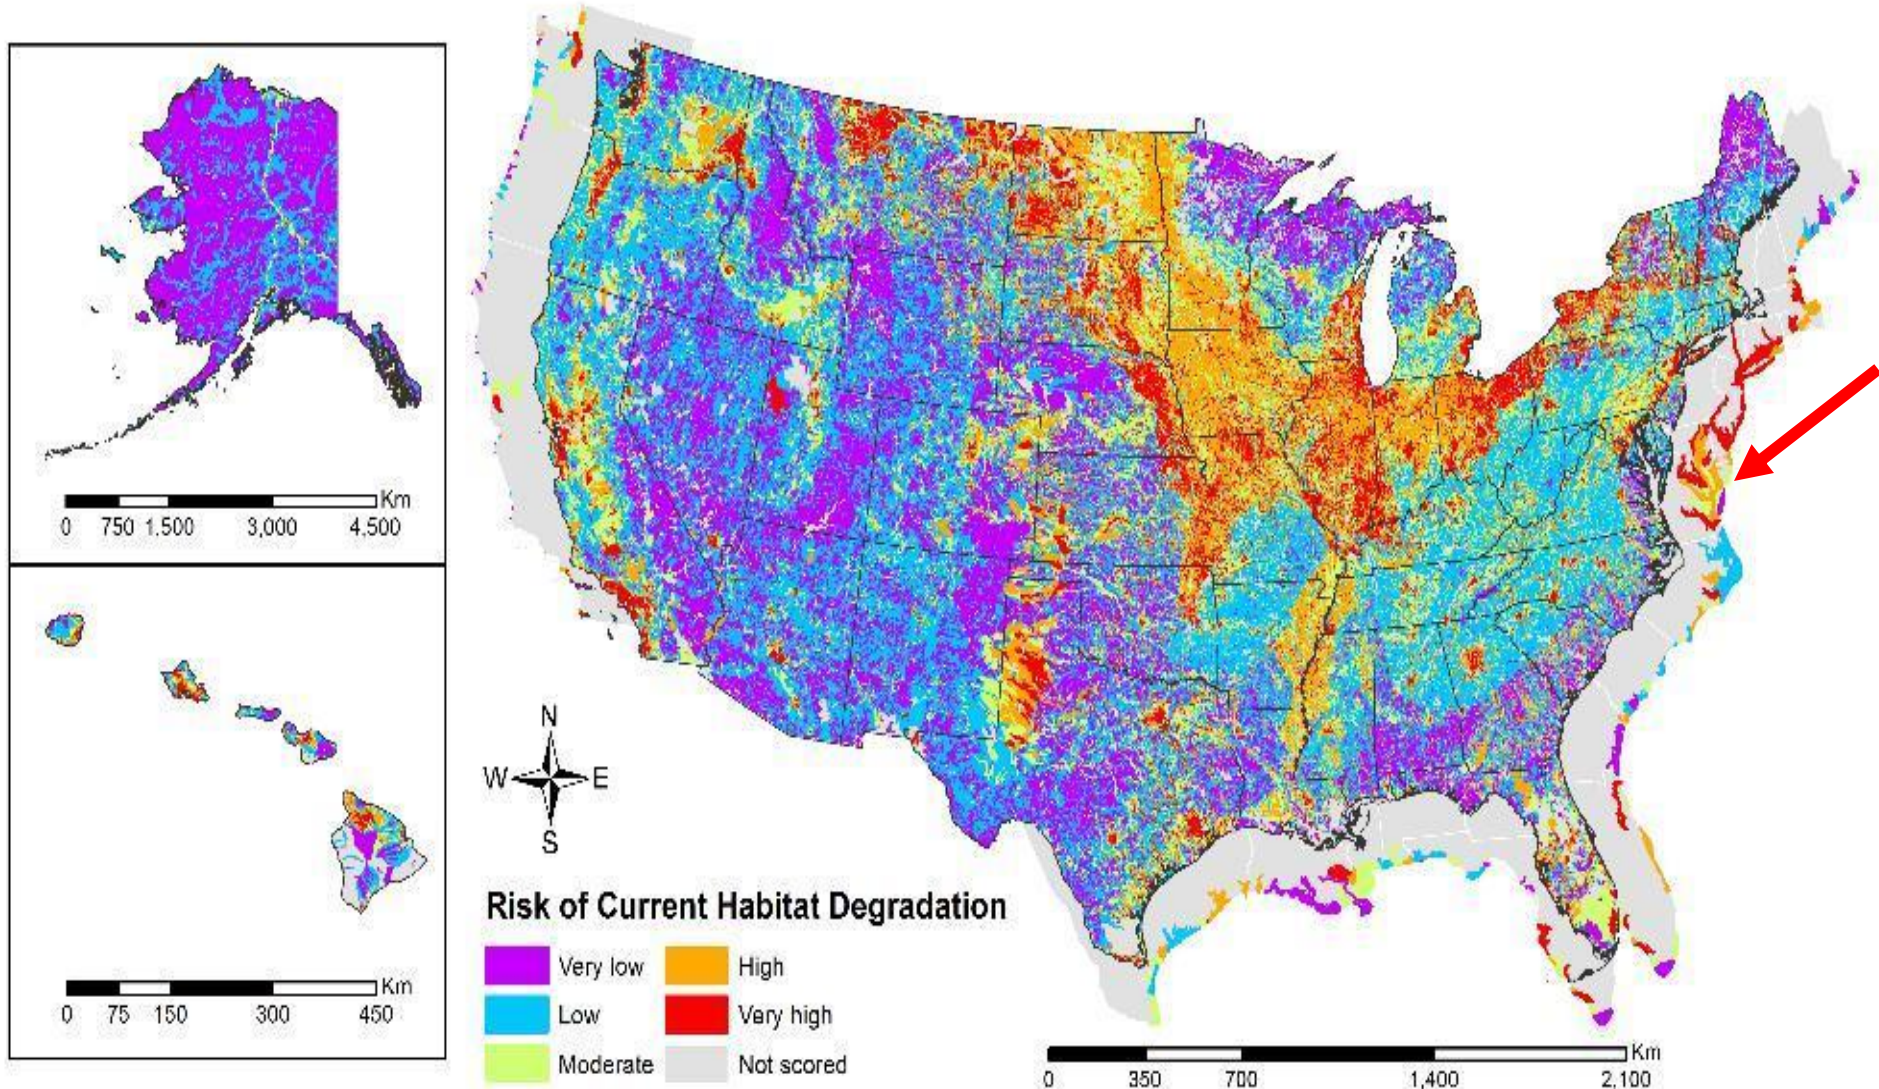 Km
0 750 1.500 3,000 4,500
Km
0 75 150 300 450
N
W E
S
Risk of Current Habitat Degradation
Very low High
Low Very high
Moderate Not scored
Km
0 350 700 1,400 2,100